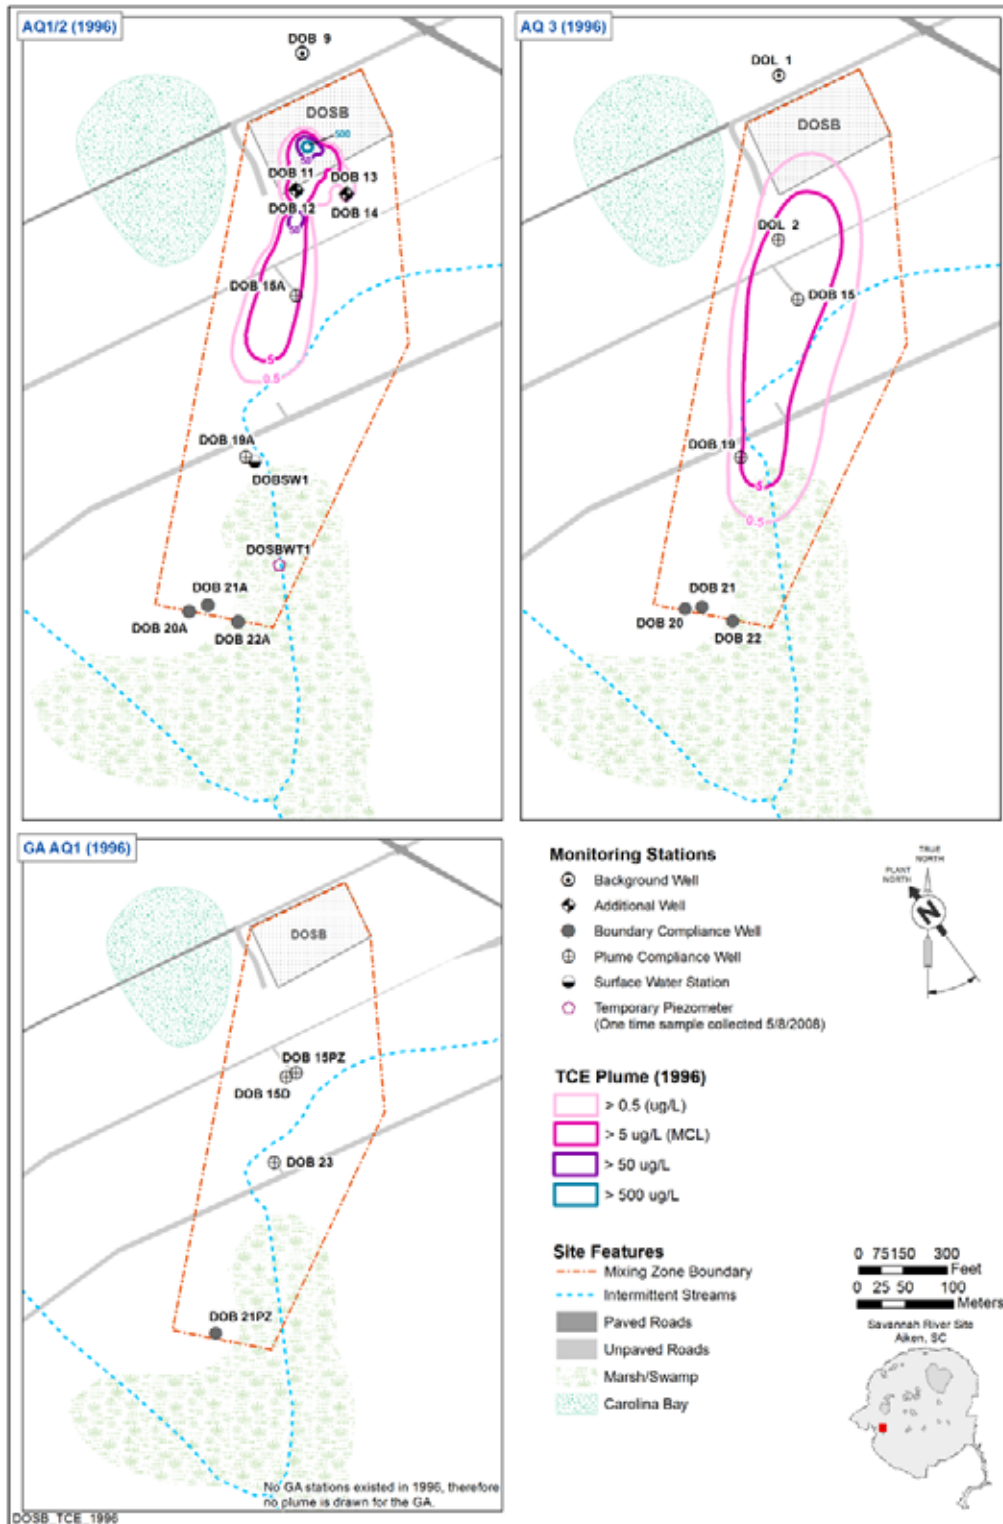 AQ1/2 (1996)
DOB 9
DOSB
500
50
DOB 11
DOB 13
DOB 12
DOB 14
50
DOB 15A
5
0.5
DOB 19A
DOBSW1
DOSBWT1
DOB 21A
DOB 20A
DOB 22A
AQ 3 (1996)
DOL 1
DOSB
DOL 2
DOB 15
DOB 19
5
0.5
DOB 21
DOB 20
DOB 22
GA AQ1 (1996)
DOSB
DOB 15PZ
DOB 15D
DOB 23
DOB 21PZ
No GA stations existed in 1996, therefore
no plume is drawn for the GA.
DOSB_TCE_1996
Monitoring Stations
Background Well
Additional Well
Boundary Compliance Well
Plume Compliance Well
Surface Water Station
Temporary Piezometer
(One time sample collected 5/8/2008)
TRUE
NORTH
PLANT
NORTH
N
TCE Plume (1996)
> 0.5 (ug/L)
> 5 ug/L (MCL)
> 50 ug/L
> 500 ug/L
Site Features
Mixing Zone Boundary
Intermittent Streams
Paved Roads
Unpaved Roads
Marsh/Swamp
Carolina Bay
0 75150 300
Feet
0 25 50 100
Meters
Savannah River Site
Aiken, SC